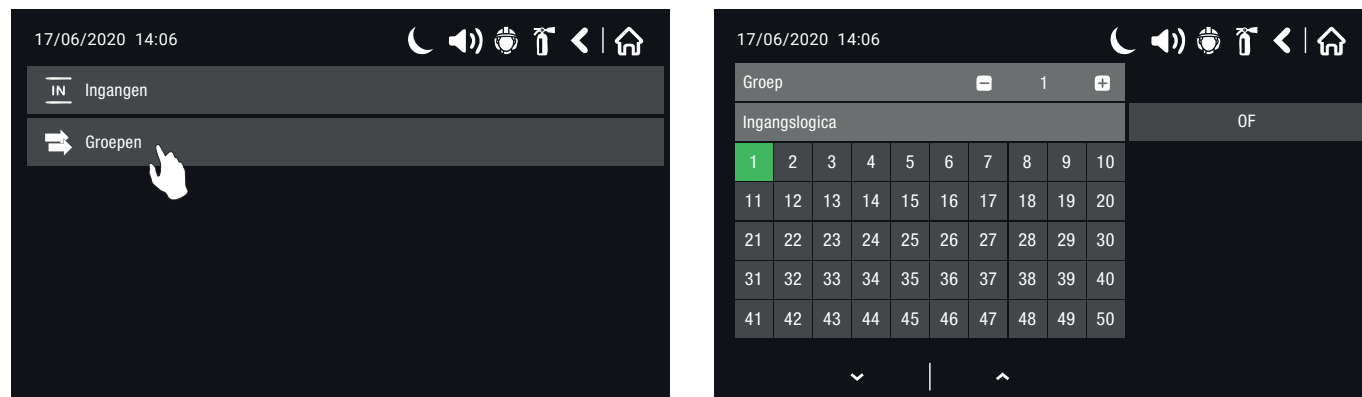 17/06/2020 14:06
IN Ingangen
Groepen
17/06/2020 14:06
Groep 1
Ingangslogica OF
1 2 3 4 5 6 7 8 9 10
11 12 13 14 15 16 17 18 19 20
21 22 23 24 25 26 27 28 29 30
31 32 33 34 35 36 37 38 39 40
41 42 43 44 45 46 47 48 49 50